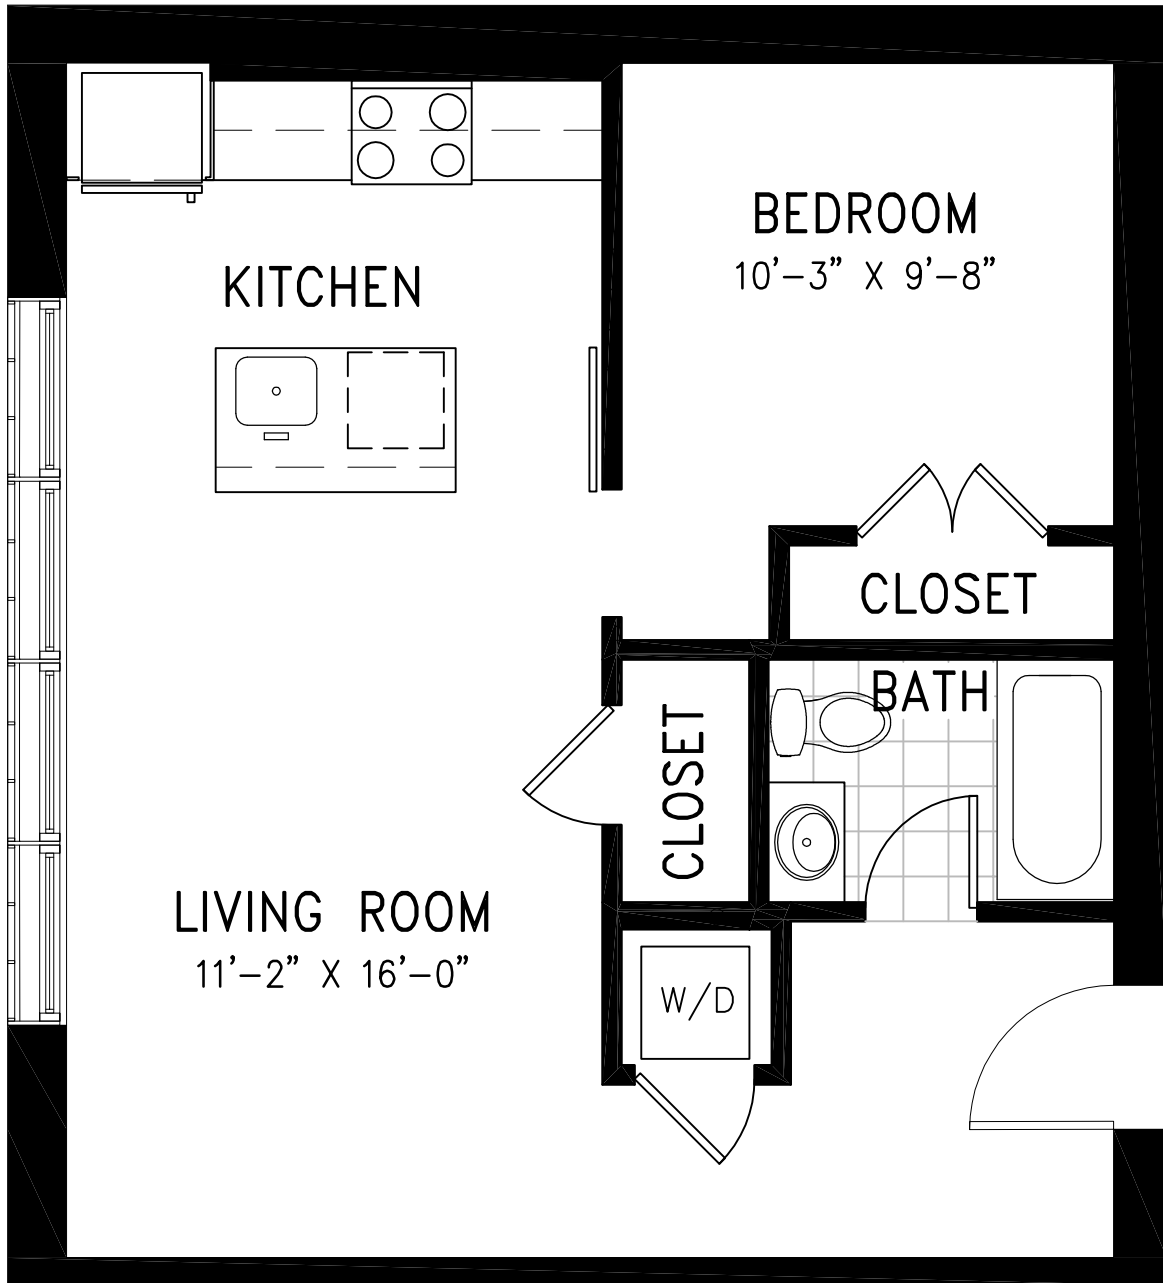 BEDROOM
10'-3" X 9'-8"
KITCHEN
CLOSET
BATH
CLOSET
LIVING ROOM
11'-2" X 16'-0"
W/D